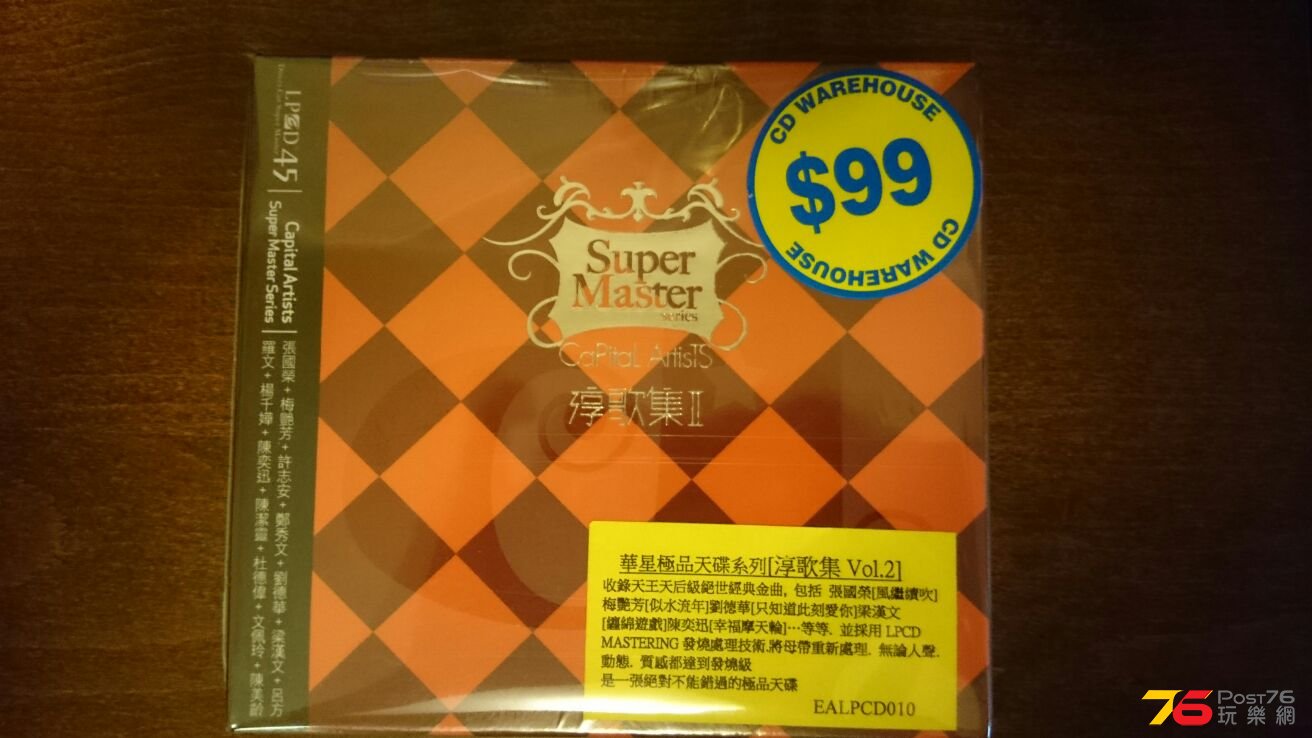 LPCD45
Direct-Cut Super Master
Capital Artists
Super Master Series
張國榮+梅艷芳+許志安+鄭秀文+劉德華+梁漢文+呂方
羅文+楊千嬅+陳奕迅+陳潔靈+杜德偉+文佩玲+陳美齡
CD WAREHOUSE
$99
CD WAREHOUSE
Super
Master
series
CaPitaL ArtisTS
淳歌集II
華星極品天碟系列[淳歌集 Vol.2]
收錄天王天后級絕世經典金曲, 包括 張國榮[風繼續吹]
梅艷芳[似水流年]劉德華[只知道此刻愛你]梁漢文
[纏綿遊戲]陳奕迅[幸福摩天輪]…等等. 並採用 LPCD
MASTERING 發燒處理技術.將母帶重新處理. 無論人聲.
動態. 質感都達到發燒級
是一張絕對不能錯過的極品天碟
EALPCD010
76 POST76
玩樂網